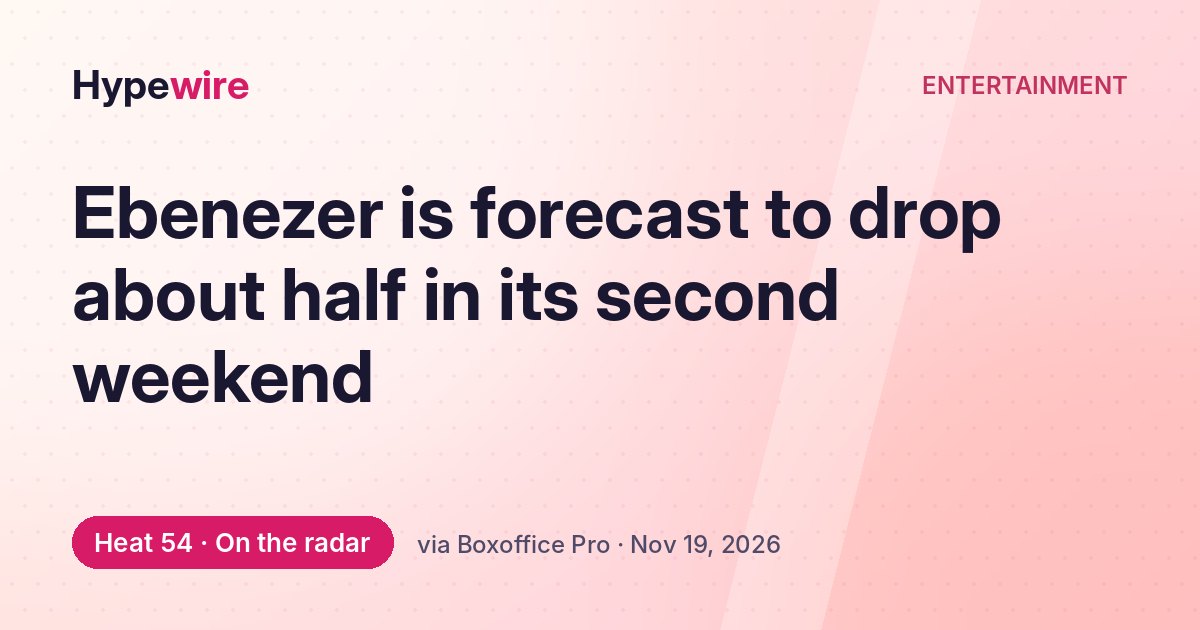 Hypewire
ENTERTAINMENT
Ebenezer is forecast to drop
about half in its second
weekend
Heat 54 · On the radar
via Boxoffice Pro · Nov 19, 2026